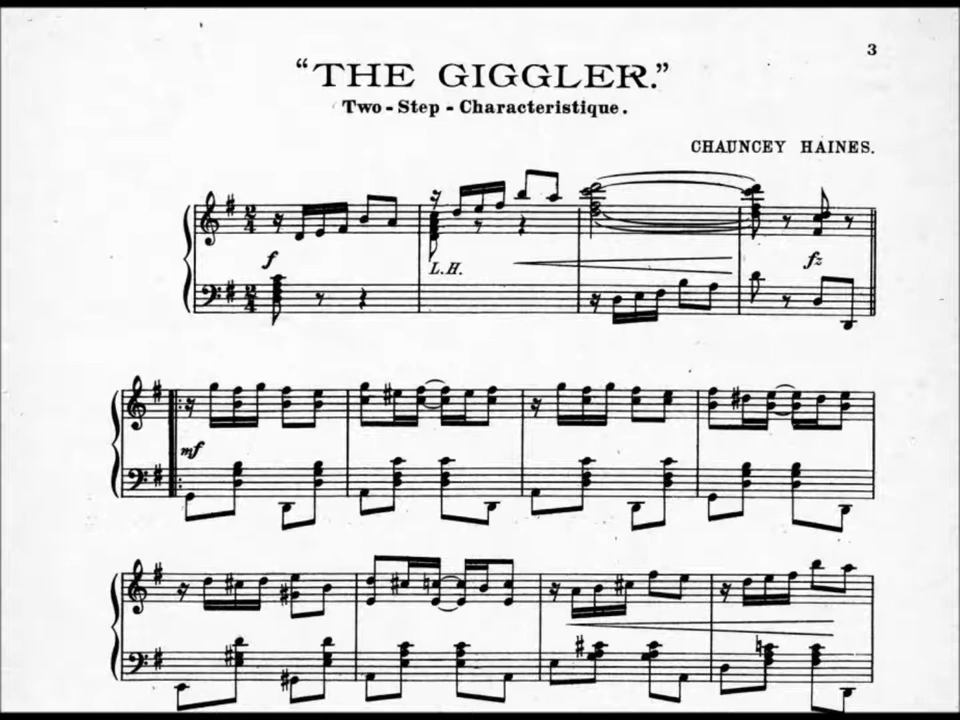 3
“THE GIGGLER.”
Two-Step-Characteristique.
CHAUNCEY HAINES.
f
L.H.
fz
mf